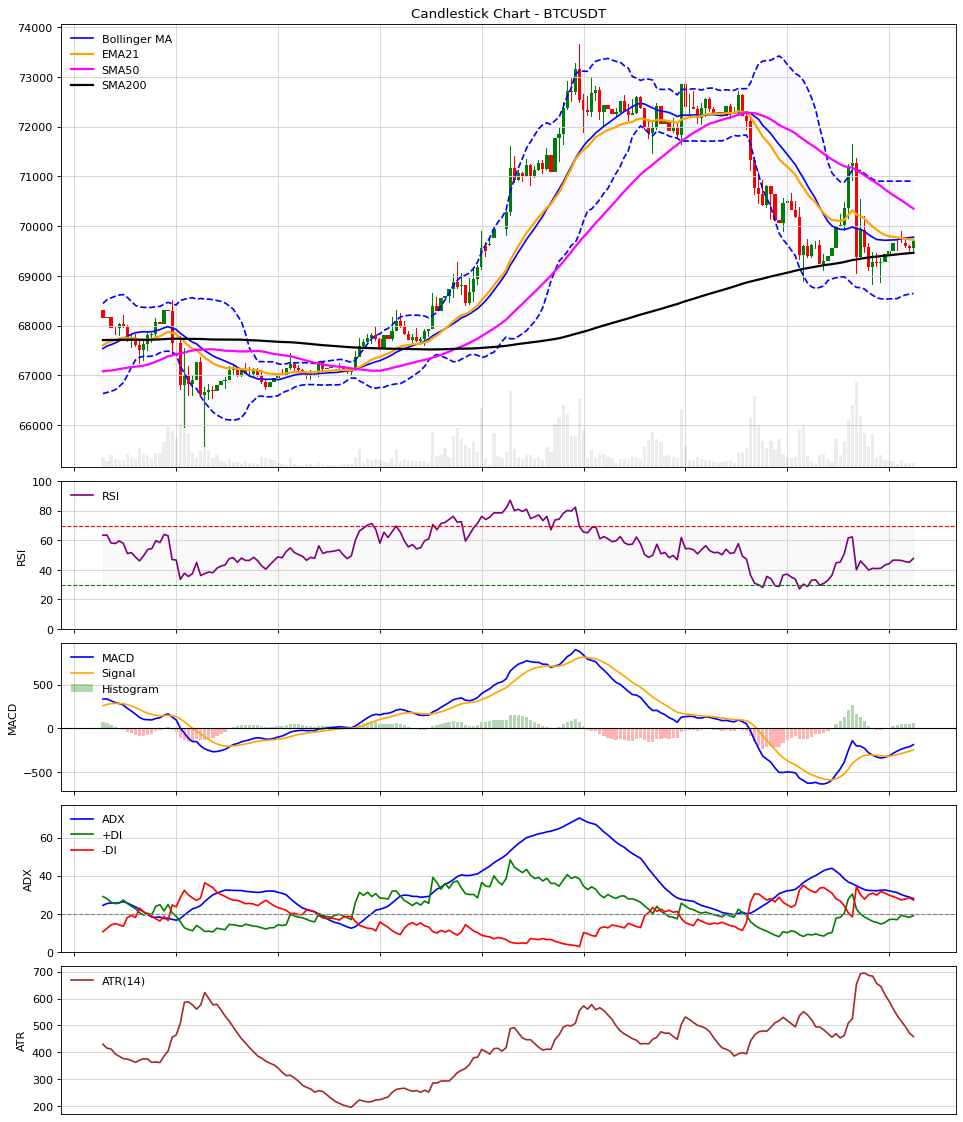 Candlestick Chart - BTCUSDT
74000
73000
72000
71000
70000
69000
68000
67000
66000
Bollinger MA
EMA21
SMA50
SMA200
100
80
60
40
20
0
RSI
RSI
500
0
−500
MACD
MACD
Signal
Histogram
60
40
20
0
ADX
ADX
+DI
-DI
700
600
500
400
300
200
ATR
ATR(14)